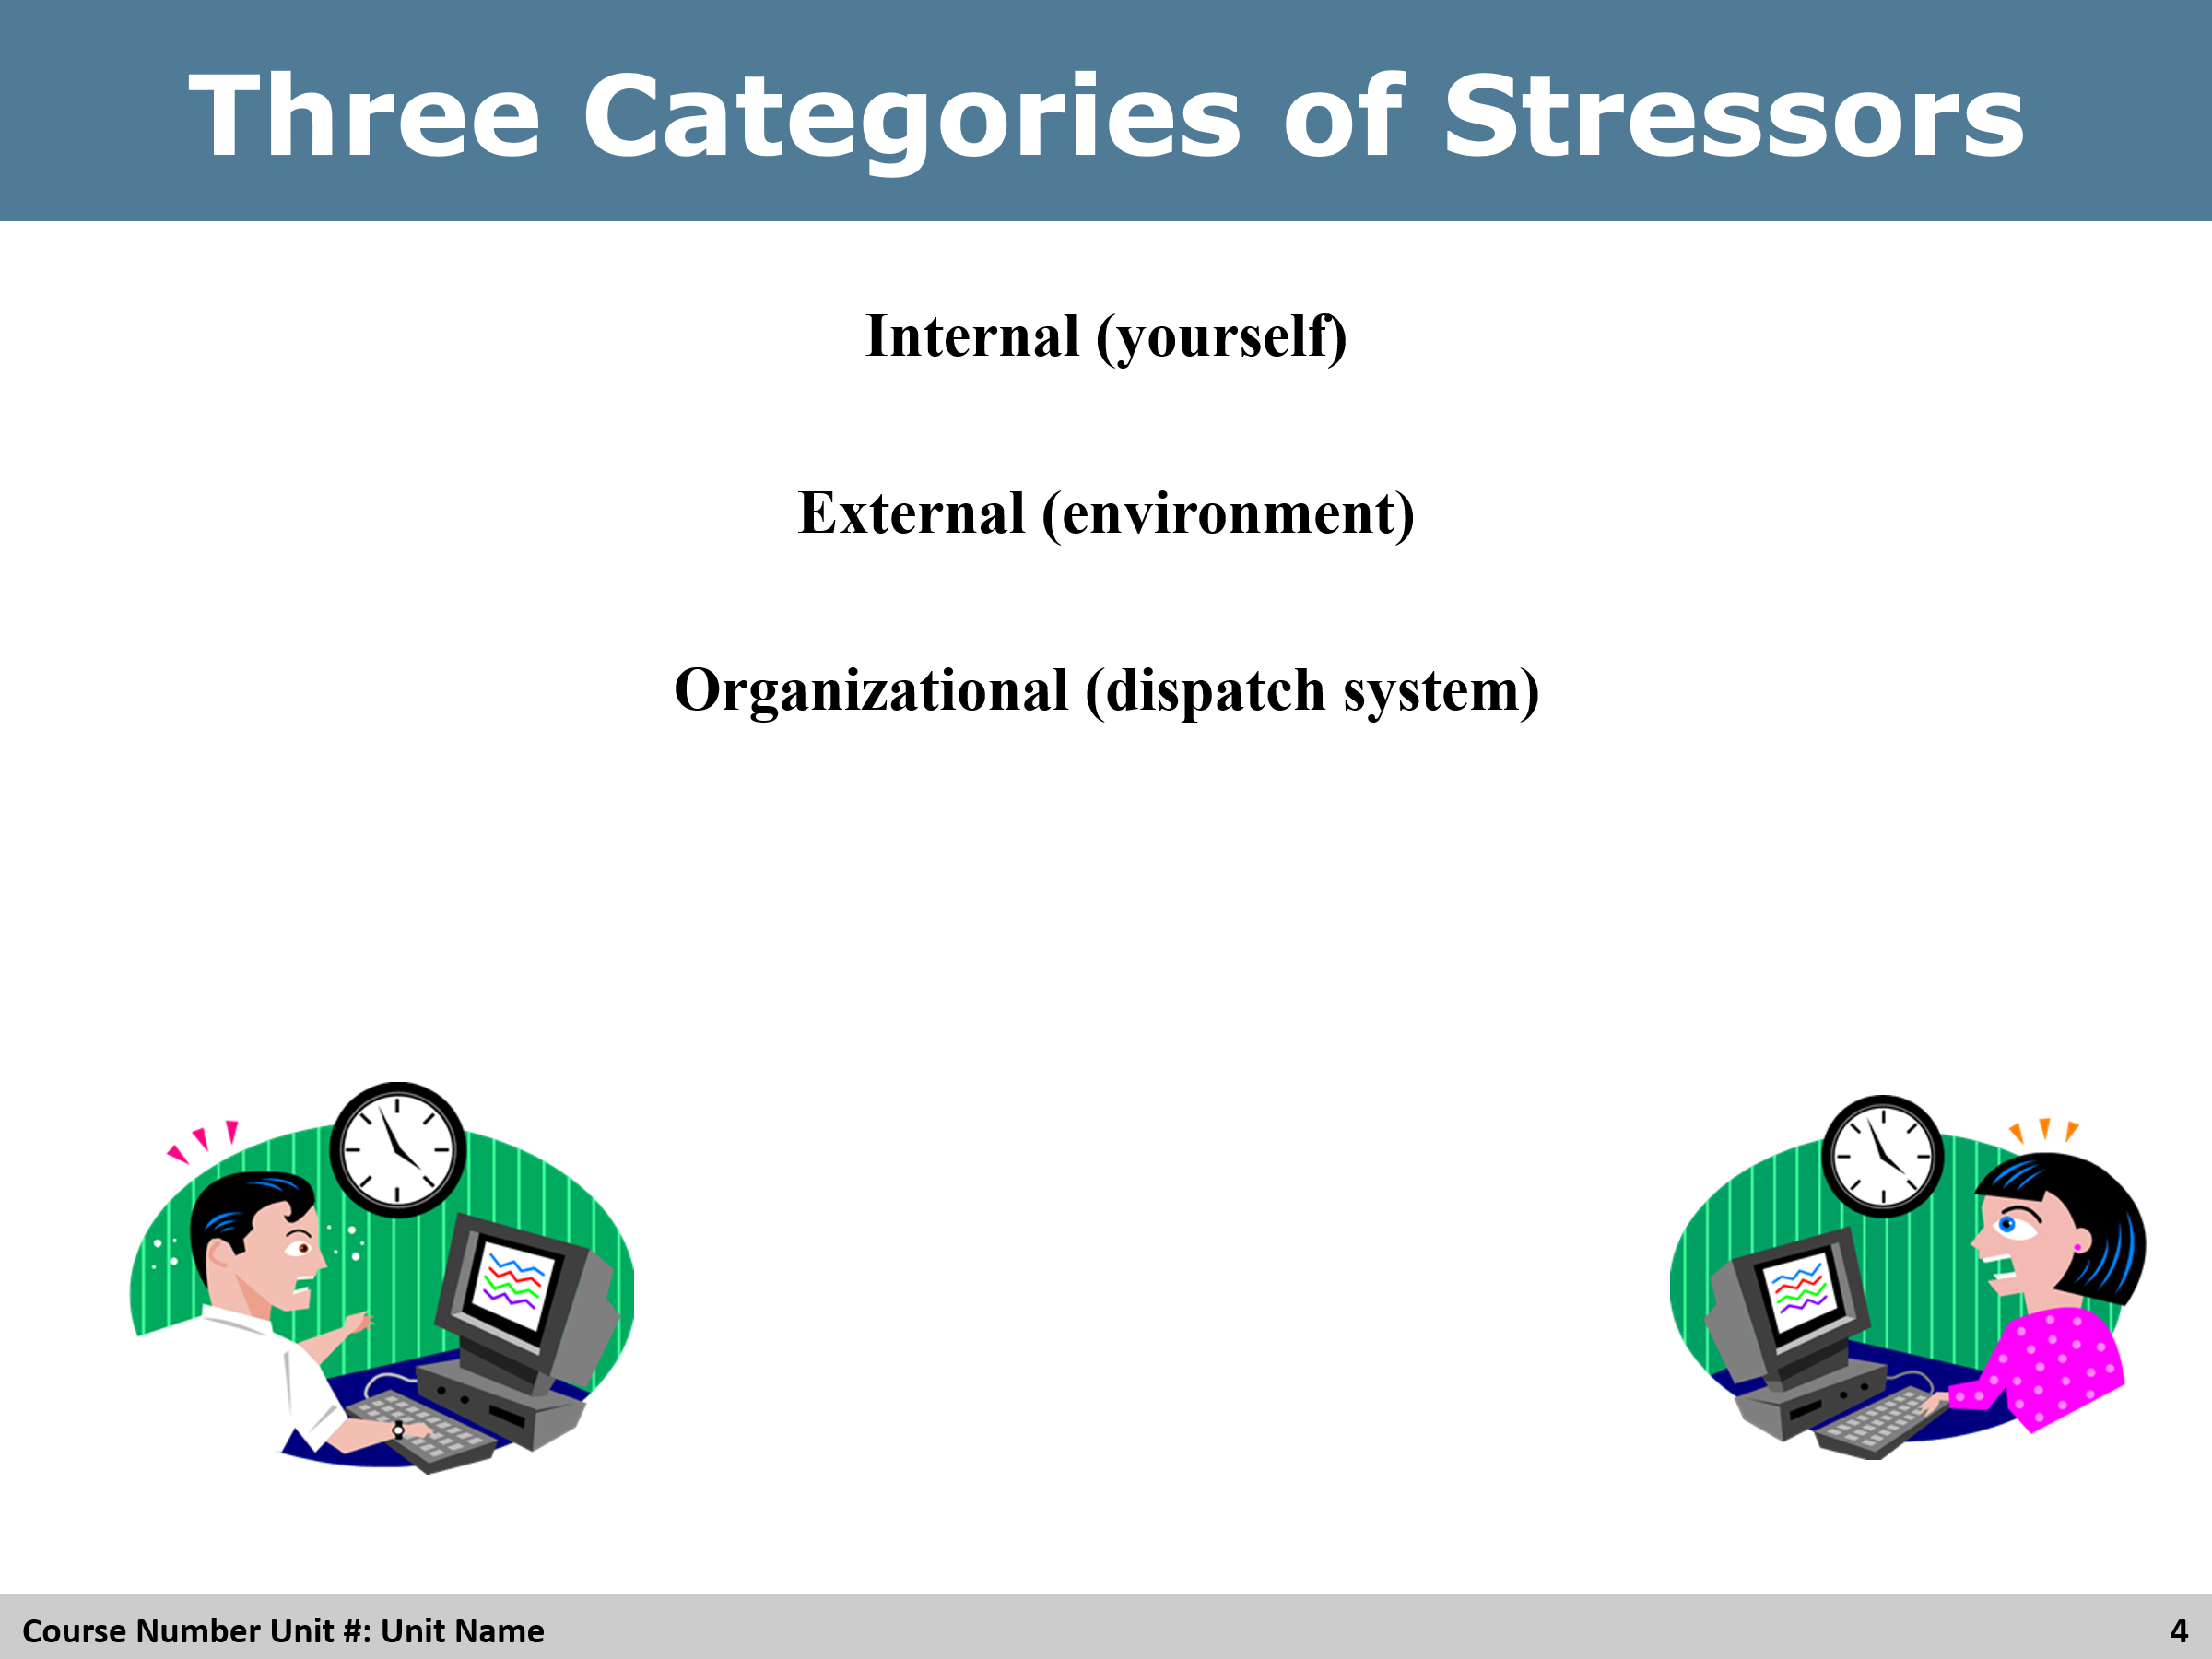 Three Categories of Stressors
Internal (yourself)
External (environment)
Organizational (dispatch system)
Course Number Unit #: Unit Name
4